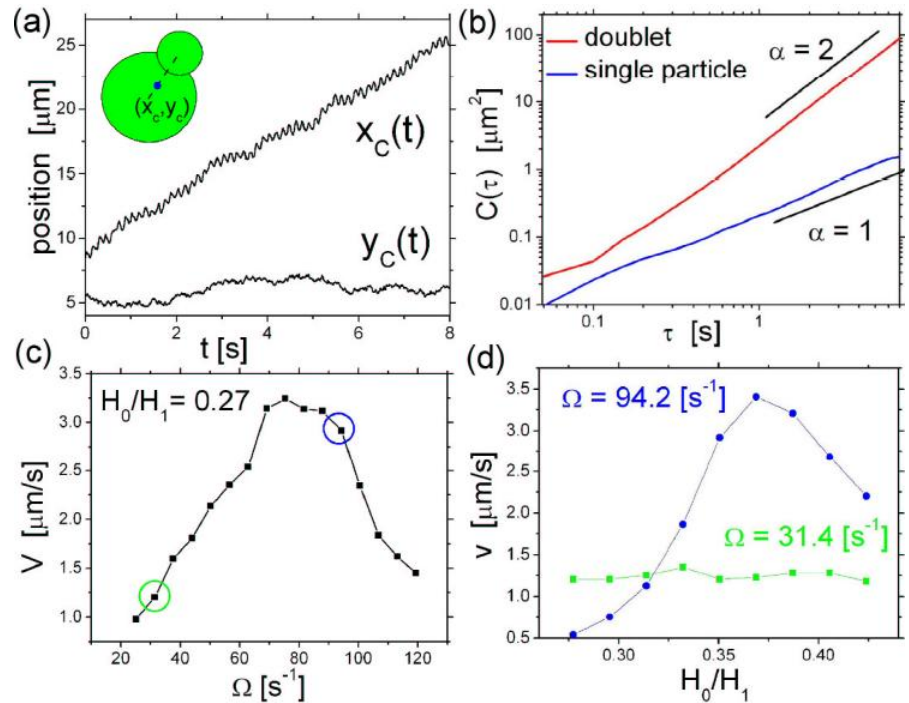 (a)
position [μm]
25
20
15
10
5
(x_c,y_c)
x_C(t)
y_C(t)
0 2 4 6 8
t [s]
(b)
C(τ) [μm²]
100
10
1
0.1
0.01
doublet
single particle
α = 2
α = 1
0.1 1
τ [s]
(c)
V [μm/s]
3.5
3.0
2.5
2.0
1.5
1.0
H₀/H₁= 0.27
20 40 60 80 100 120
Ω [s⁻¹]
(d)
v [μm/s]
3.5
3.0
2.5
2.0
1.5
1.0
0.5
Ω = 94.2 [s⁻¹]
Ω = 31.4 [s⁻¹]
0.30 0.35 0.40
H₀/H₁